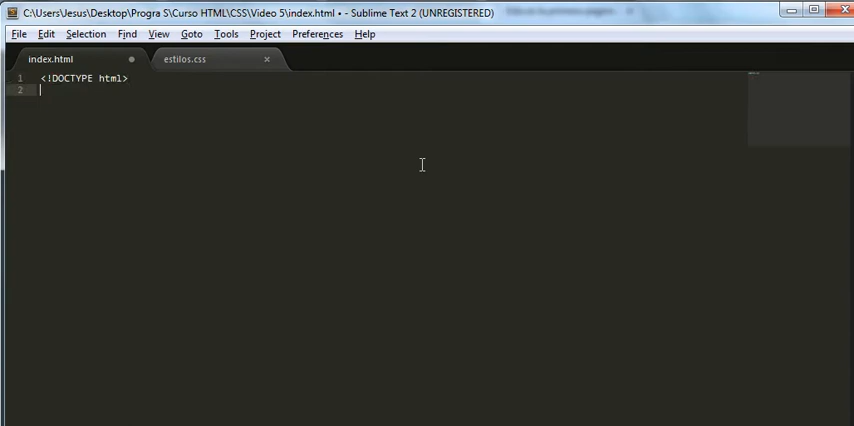 C:\Users\Jesus\Desktop\Progra S\Curso HTML\CSS\Video 5\index.html • - Sublime Text 2 (UNREGISTERED)
File Edit Selection Find View Goto Tools Project Preferences Help
index.html estilos.css
1 <!DOCTYPE html>
2